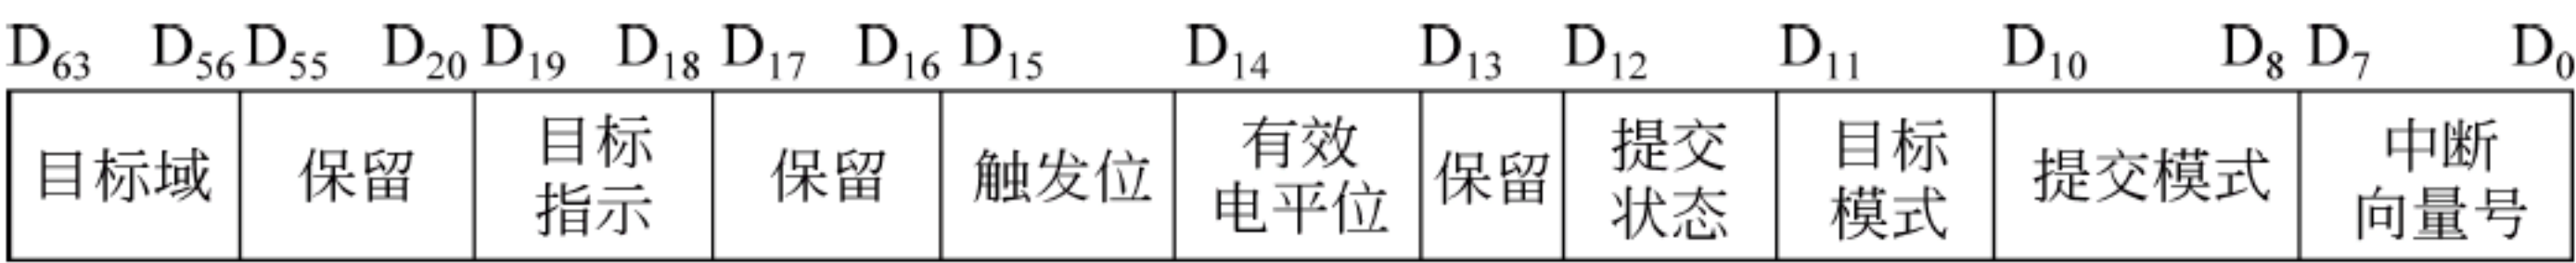 D63 D56 D55 D20 D19 D18 D17 D16 D15 D14 D13 D12 D11 D10 D8 D7 D0
目标域
保留
目标
指示
保留
触发位
有效
电平位
保留
提交
状态
目标
模式
提交模式
中断
向量号